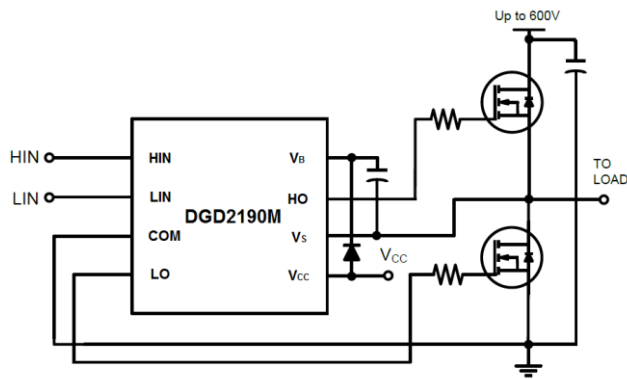 Up to 600V
HIN
HIN
VB
LIN
LIN
HO
DGD2190M
TO
LOAD
COM
VS
VCC
LO
VCC